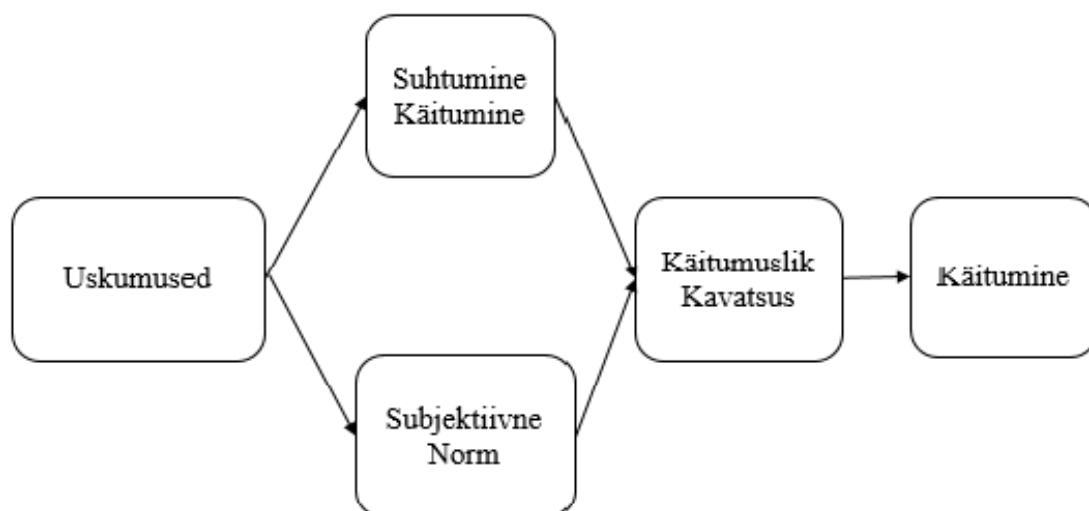 Suhtumine
Käitumine
Uskumused
Käitumuslik
Kavatsus
Käitumine
Subjektiivne
Norm